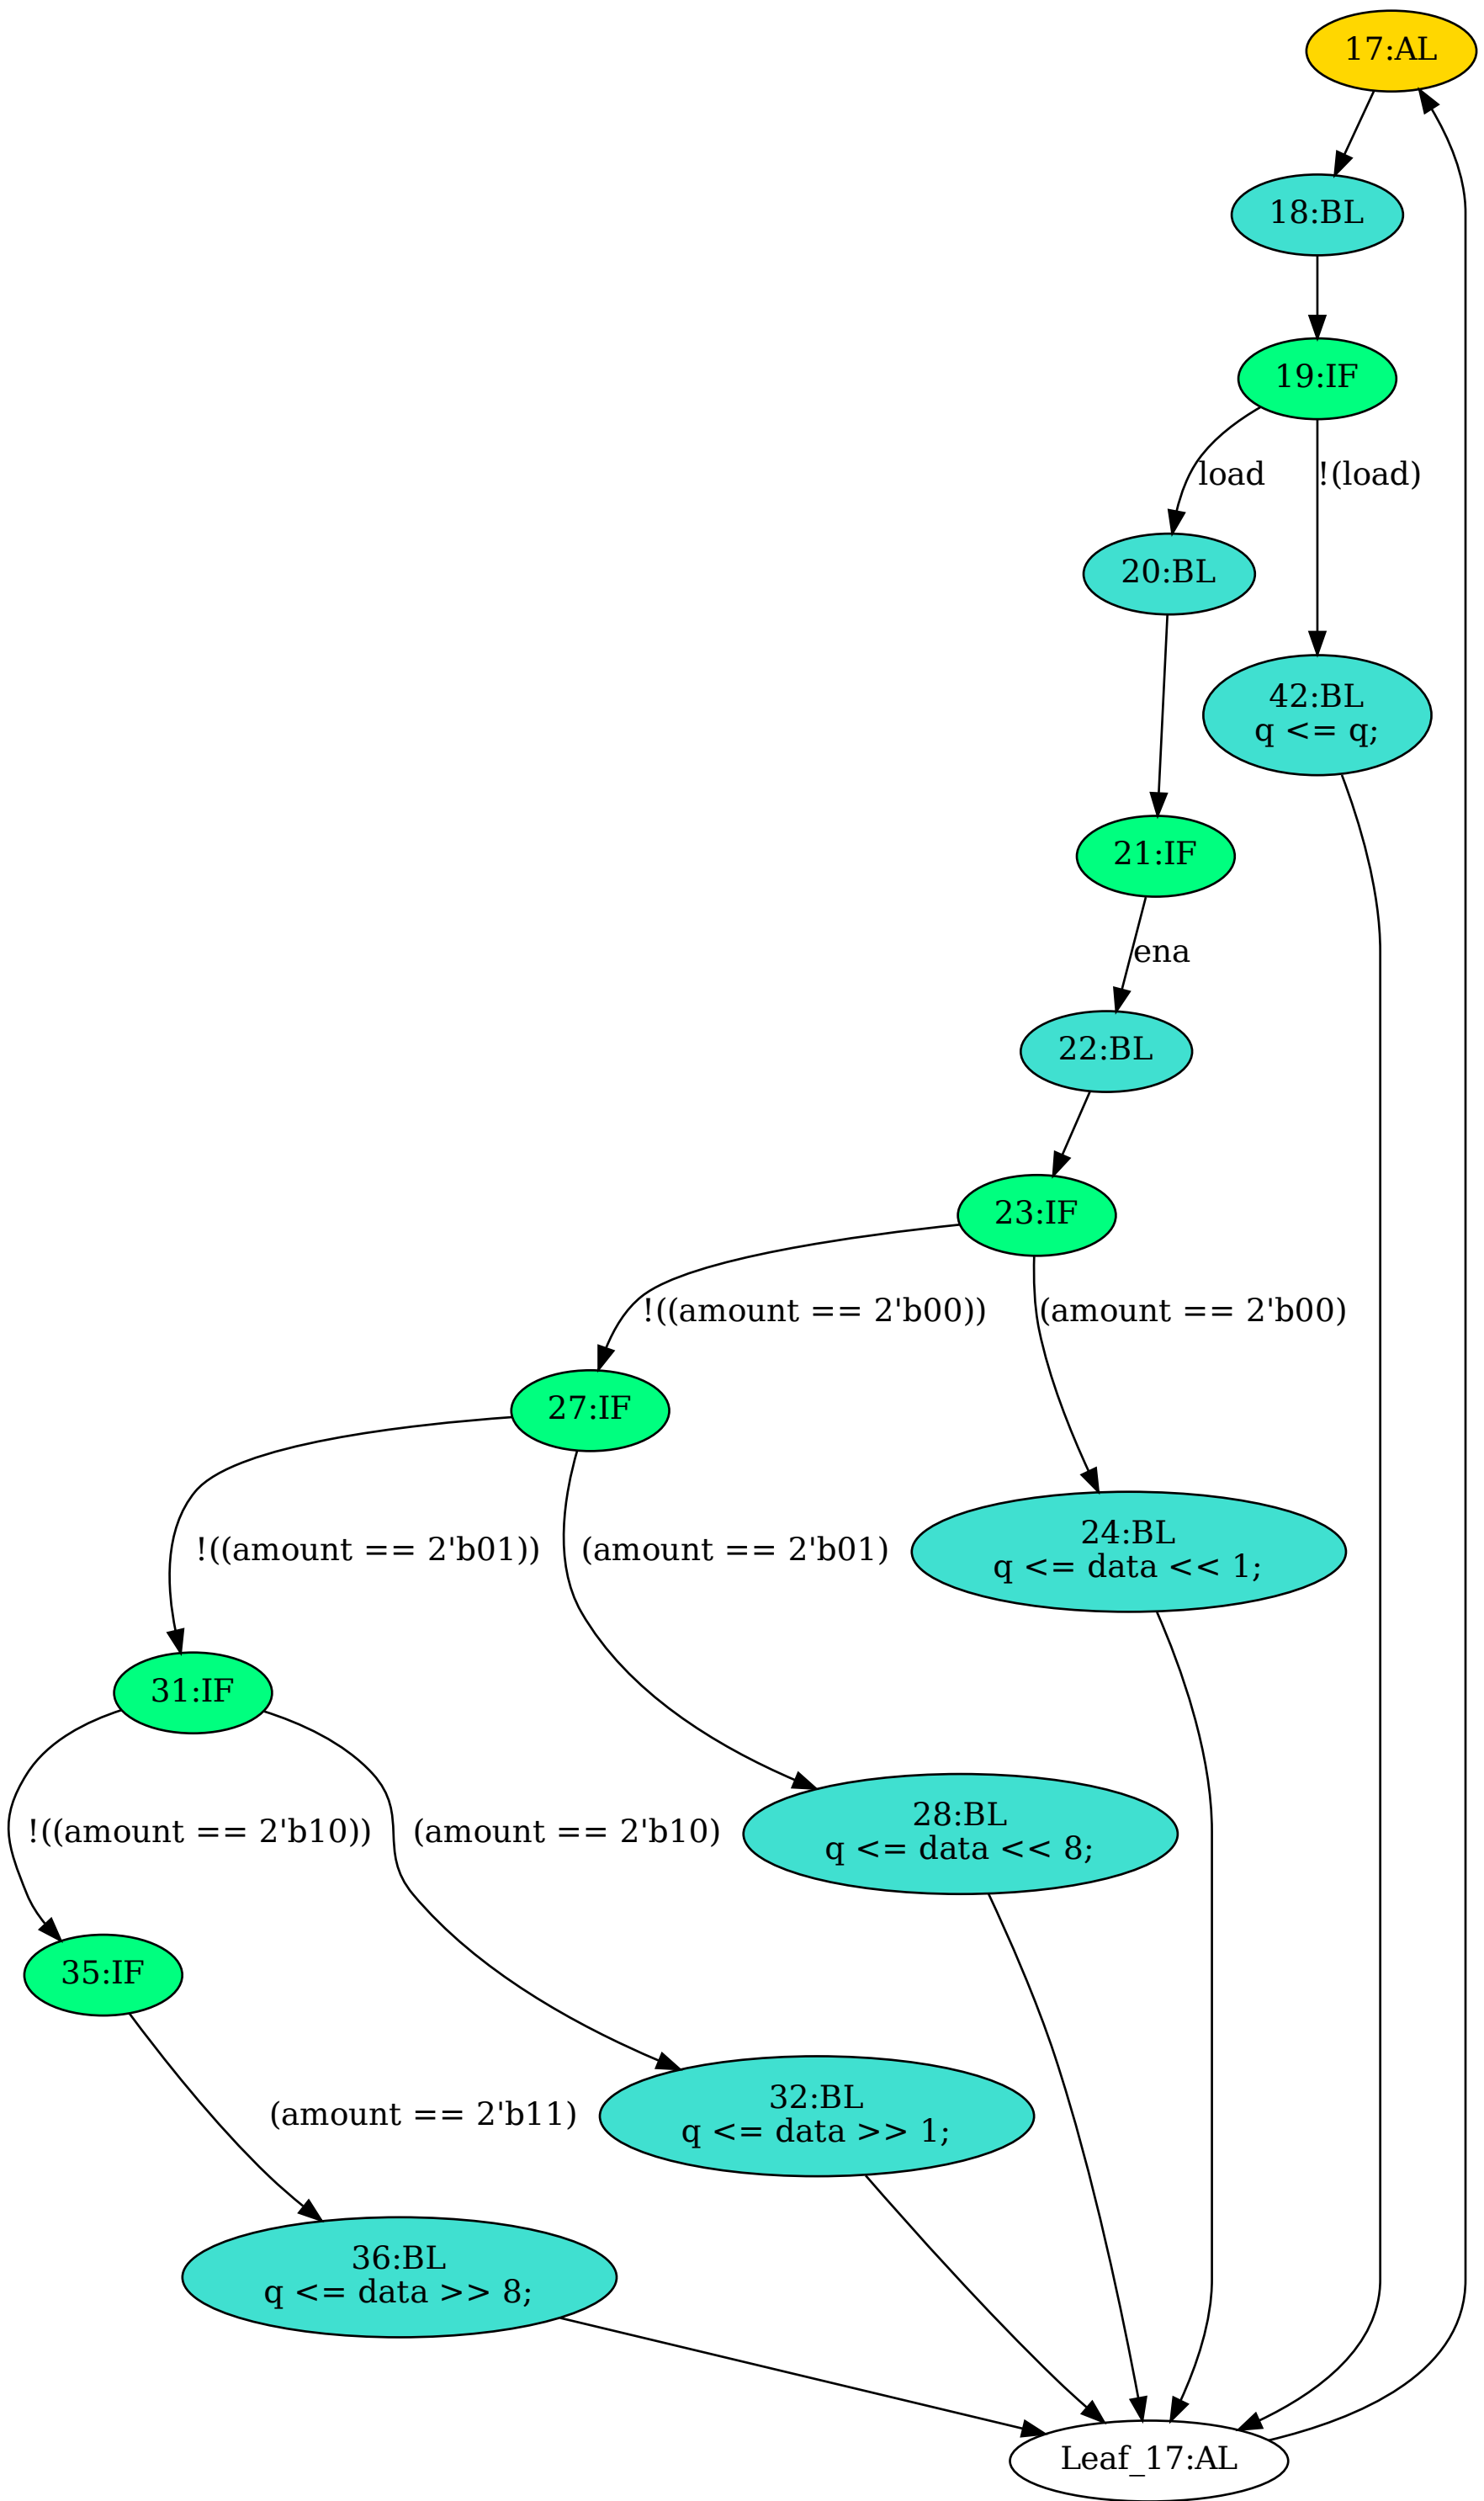 17:AL
18:BL
19:IF
load
!(load)
20:BL
42:BL
q <= q;
21:IF
ena
22:BL
23:IF
!((amount == 2'b00))
(amount == 2'b00)
27:IF
!((amount == 2'b01))
(amount == 2'b01)
24:BL
q <= data << 1;
31:IF
!((amount == 2'b10))
(amount == 2'b10)
28:BL
q <= data << 8;
35:IF
(amount == 2'b11)
32:BL
q <= data >> 1;
36:BL
q <= data >> 8;
Leaf_17:AL